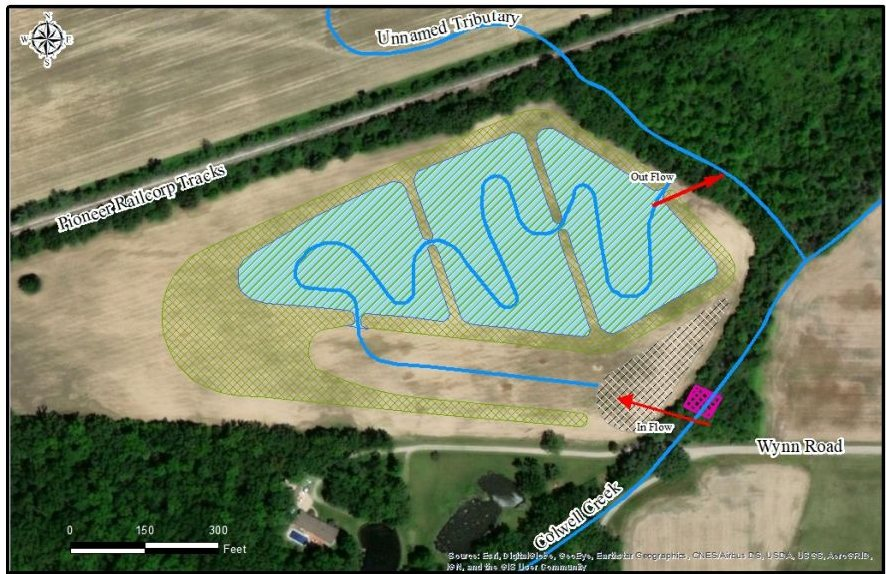 N
W E
S
Unnamed Tributary
Pioneer Railcorp Tracks
Out Flow
In Flow
Wynn Road
Colwell Creek
0 150 300
Feet
Source: Esri, DigitalGlobe, GeoEye, Earthstar Geographics, CNES/Airbus DS, USDA, USGS, AeroGRID,
IGN, and the GIS User Community